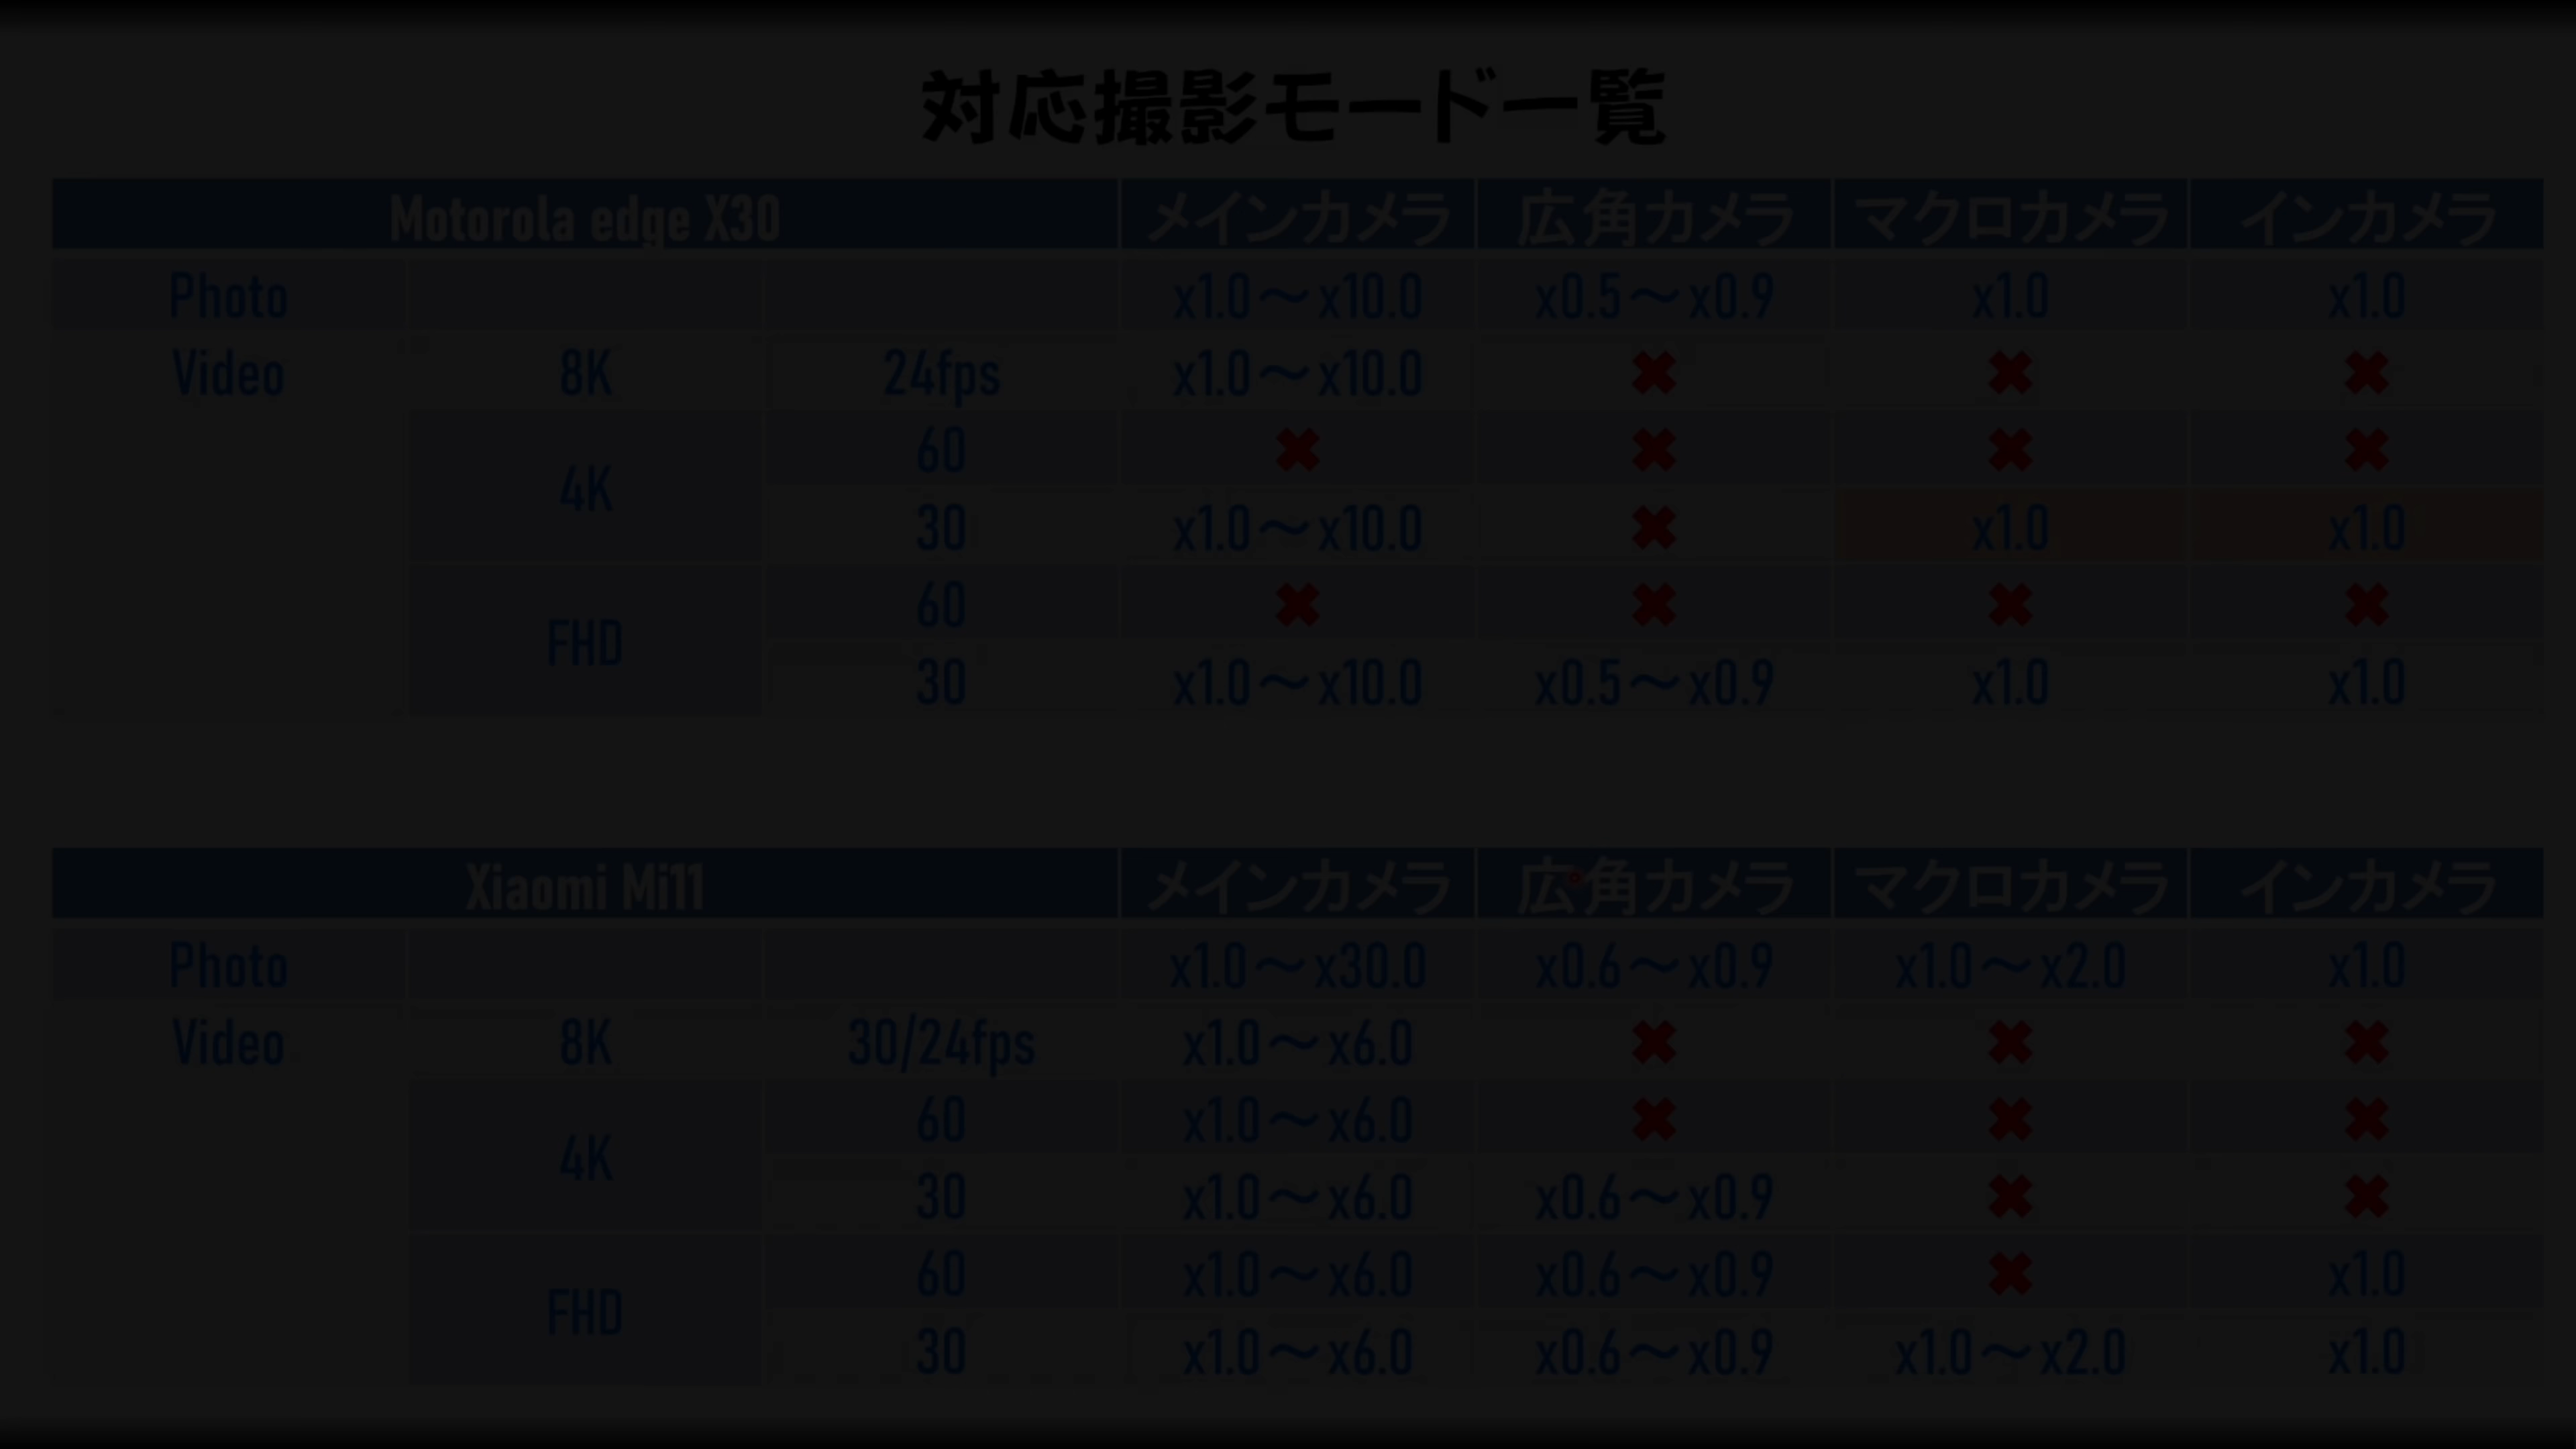 対応撮影モード一覧
Motorola edge X30 メインカメラ 広角カメラ マクロカメラ インカメラ
Photo x1.0～x10.0 x0.5～x0.9 x1.0 x1.0
Video 8K 24fps x1.0～x10.0 ✖ ✖ ✖
4K 60 ✖ ✖ ✖ ✖
30 x1.0～x10.0 ✖ x1.0 x1.0
FHD 60 ✖ ✖ ✖ ✖
30 x1.0～x10.0 x0.5～x0.9 x1.0 x1.0
Xiaomi Mi11 メインカメラ 広角カメラ マクロカメラ インカメラ
Photo x1.0～x30.0 x0.6～x0.9 x1.0～x2.0 x1.0
Video 8K 30/24fps x1.0～x6.0 ✖ ✖ ✖
4K 60 x1.0～x6.0 ✖ ✖ ✖
30 x1.0～x6.0 x0.6～x0.9 ✖ ✖
FHD 60 x1.0～x6.0 x0.6～x0.9 ✖ x1.0
30 x1.0～x6.0 x0.6～x0.9 x1.0～x2.0 x1.0